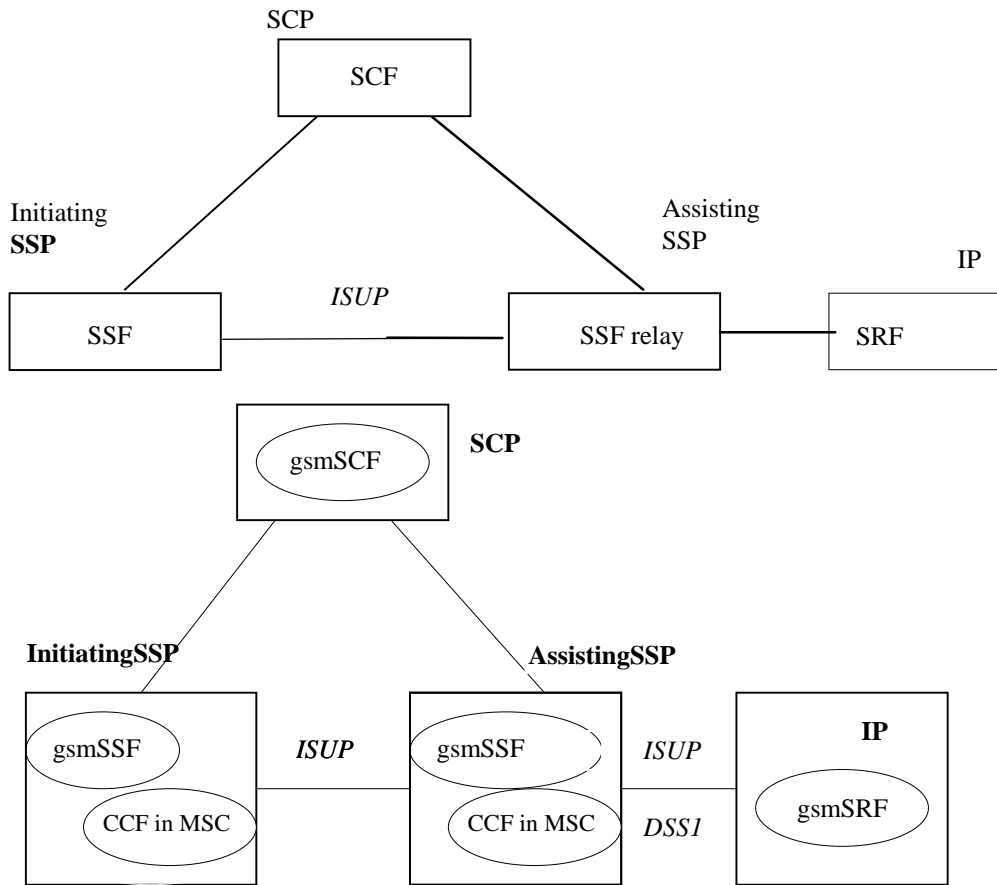 SCP
SCF
Initiating
SSP
Assisting
SSP
IP
ISUP
SSF
SSF relay
SRF
SCP
gsmSCF
InitiatingSSP
AssistingSSP
gsmSSF
ISUP
gsmSSF
ISUP
IP
CCF in MSC
CCF in MSC
DSS1
gsmSRF